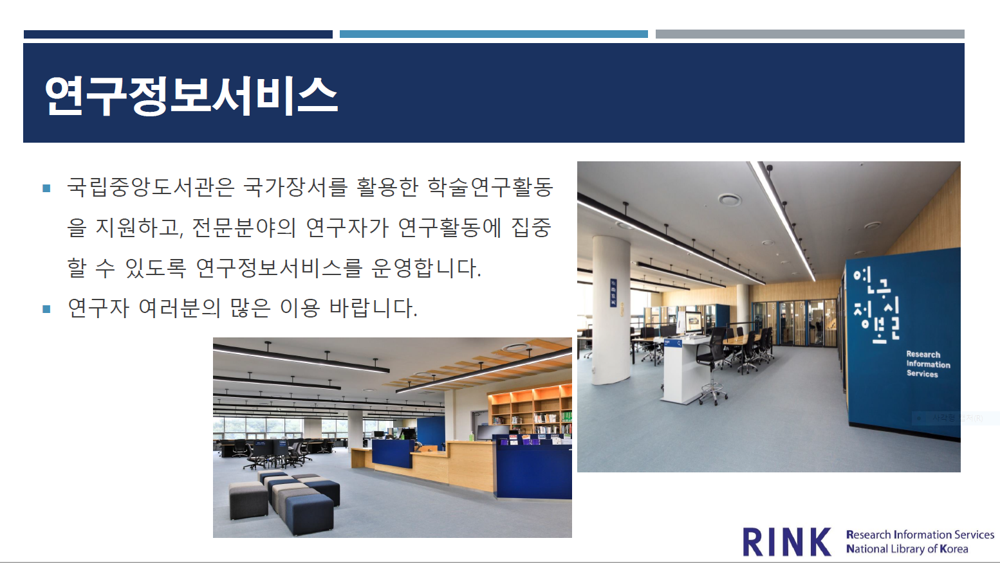 연구정보서비스
국립중앙도서관은 국가장서를 활용한 학술연구활동
을 지원하고, 전문분야의 연구자가 연구활동에 집중
할 수 있도록 연구정보서비스를 운영합니다.
연구자 여러분의 많은 이용 바랍니다.
연구
정보실
Research
Information
Services
RINK
Research Information Services
National Library of Korea